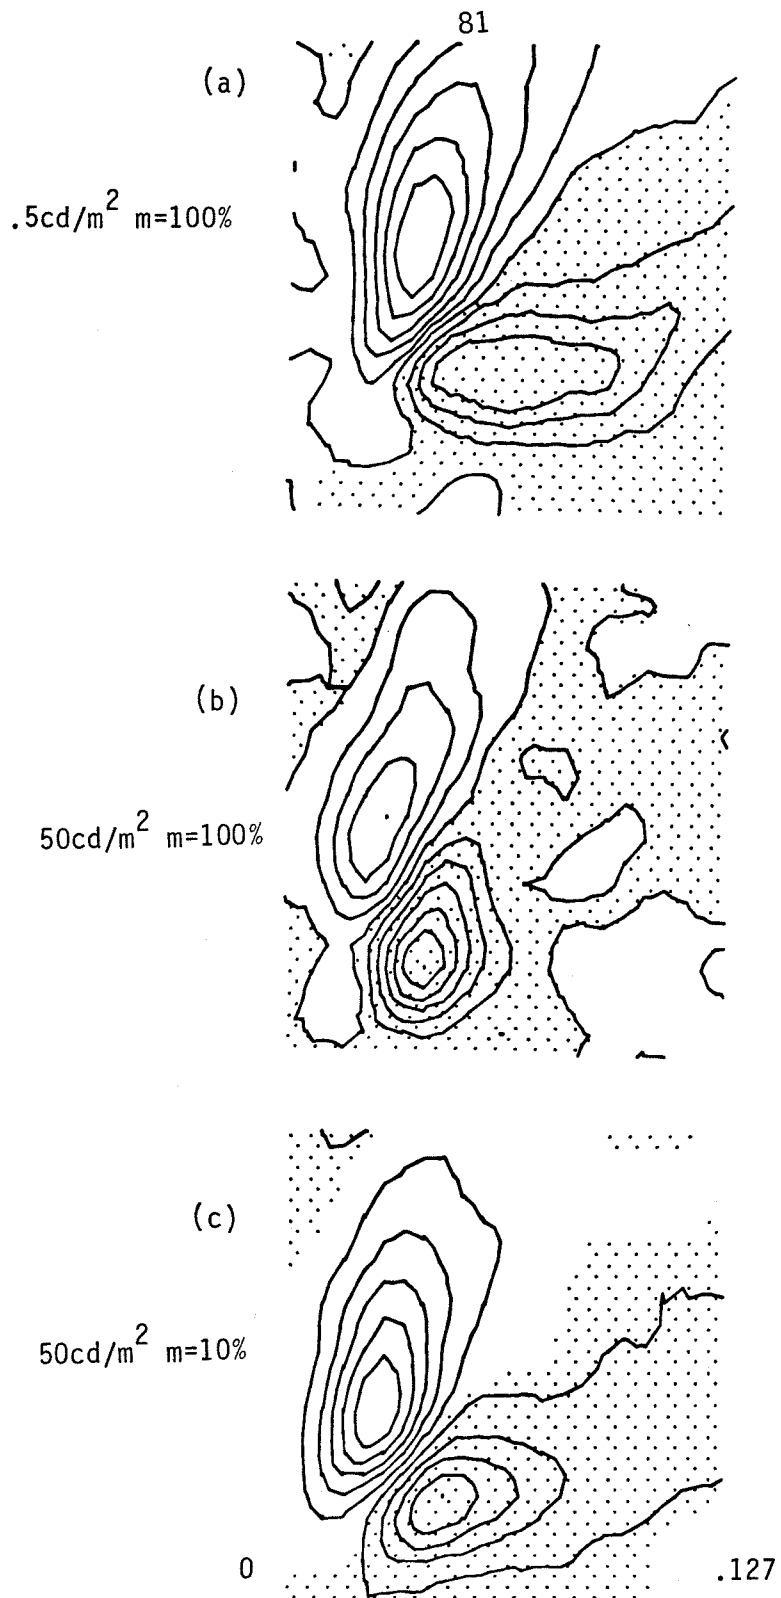 81
(a)
.5cd/m² m=100%
(b)
50cd/m² m=100%
(c)
50cd/m² m=10%
0 .127